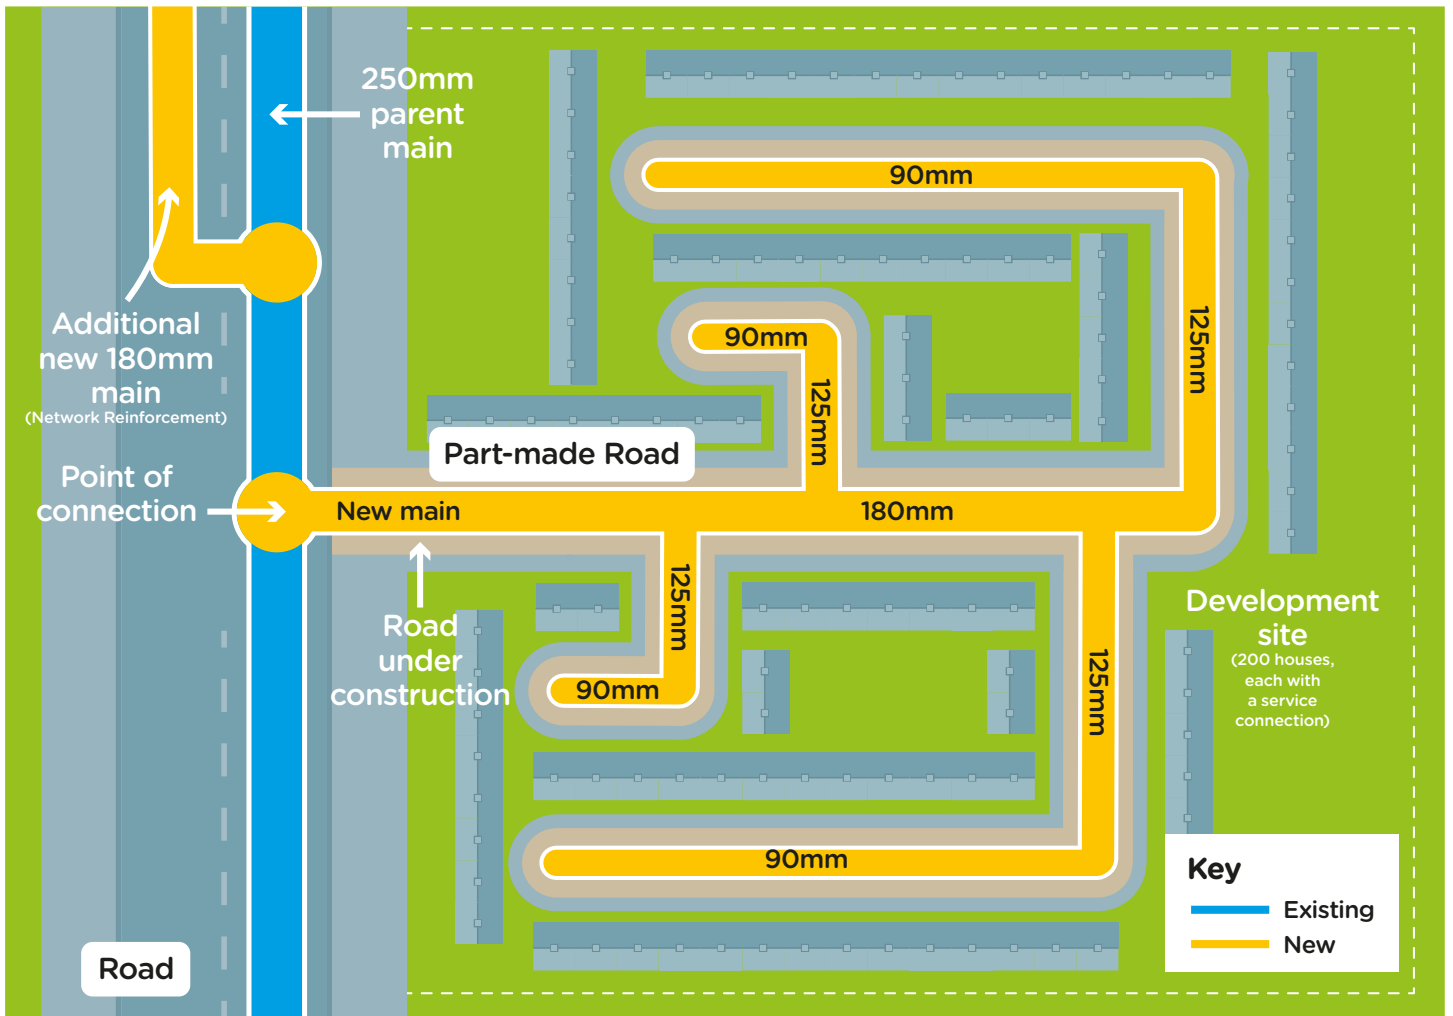 250mm
parent
main
90mm
Additional
new 180mm
main
(Network Reinforcement)
90mm
125mm
125mm
Part-made Road
Point of
connection
New main
180mm
Road
under
construction
125mm
90mm
125mm
Development
site
(200 houses,
each with
a service
connection)
90mm
Road
Key
Existing
New